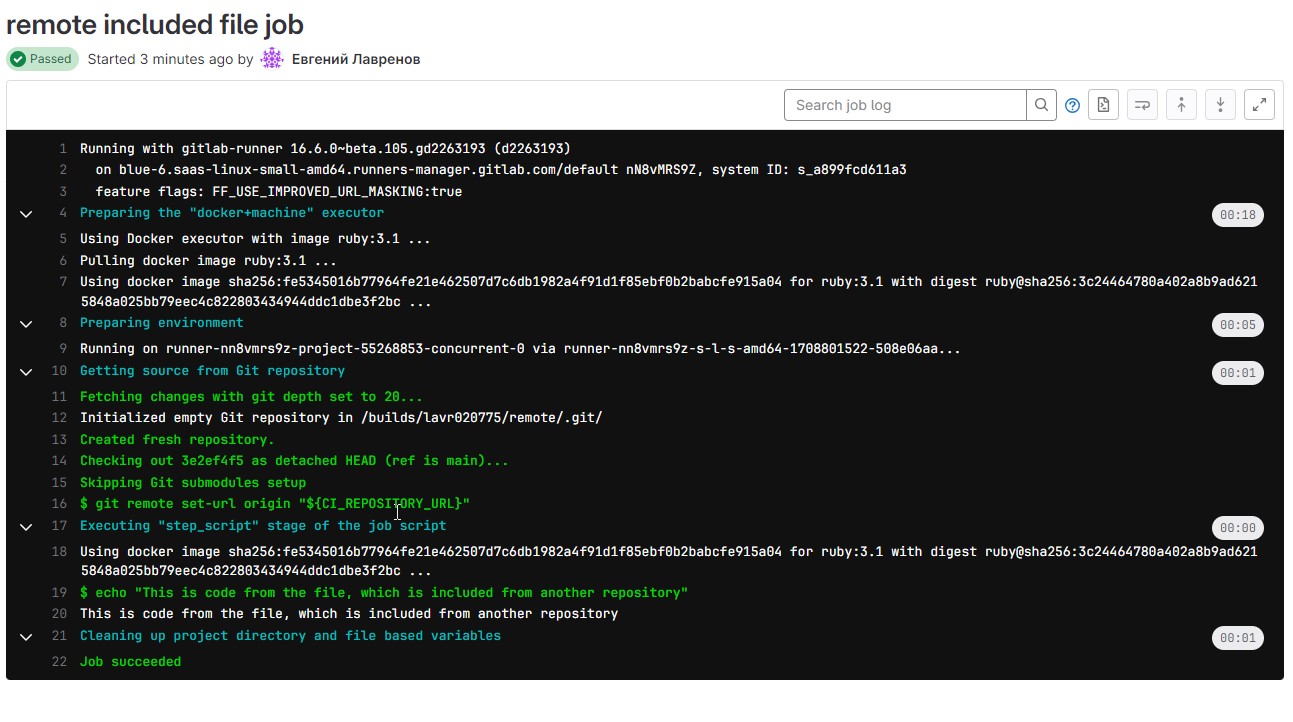 remote included file job
Passed Started 3 minutes ago by Евгений Лавренов
Search job log
1 Running with gitlab-runner 16.6.0~beta.105.gd2263193 (d2263193)
2 on blue-6.saas-linux-small-amd64.runners-manager.gitlab.com/default nN8vMRS9Z, system ID: s_a899fcd611a3
3 feature flags: FF_USE_IMPROVED_URL_MASKING:true
4 Preparing the "docker+machine" executor 00:18
5 Using Docker executor with image ruby:3.1 ...
6 Pulling docker image ruby:3.1 ...
7 Using docker image sha256:fe5345016b77964fe21e462507d7c6db1982a4f91d1f85ebf0b2babcfe915a04 for ruby:3.1 with digest ruby@sha256:3c24464780a402a8b9ad621
5848a025bb79eec4c822803434944ddc1dbe3f2bc ...
8 Preparing environment 00:05
9 Running on runner-nn8vmrs9z-project-55268853-concurrent-0 via runner-nn8vmrs9z-s-l-s-amd64-1708801522-508e06aa...
10 Getting source from Git repository 00:01
11 Fetching changes with git depth set to 20...
12 Initialized empty Git repository in /builds/lavr020775/remote/.git/
13 Created fresh repository.
14 Checking out 3e2ef4f5 as detached HEAD (ref is main)...
15 Skipping Git submodules setup
16 $ git remote set-url origin "${CI_REPOSITORY_URL}"
17 Executing "step_script" stage of the job script 00:00
18 Using docker image sha256:fe5345016b77964fe21e462507d7c6db1982a4f91d1f85ebf0b2babcfe915a04 for ruby:3.1 with digest ruby@sha256:3c24464780a402a8b9ad621
5848a025bb79eec4c822803434944ddc1dbe3f2bc ...
19 $ echo "This is code from the file, which is included from another repository"
20 This is code from the file, which is included from another repository
21 Cleaning up project directory and file based variables 00:01
22 Job succeeded